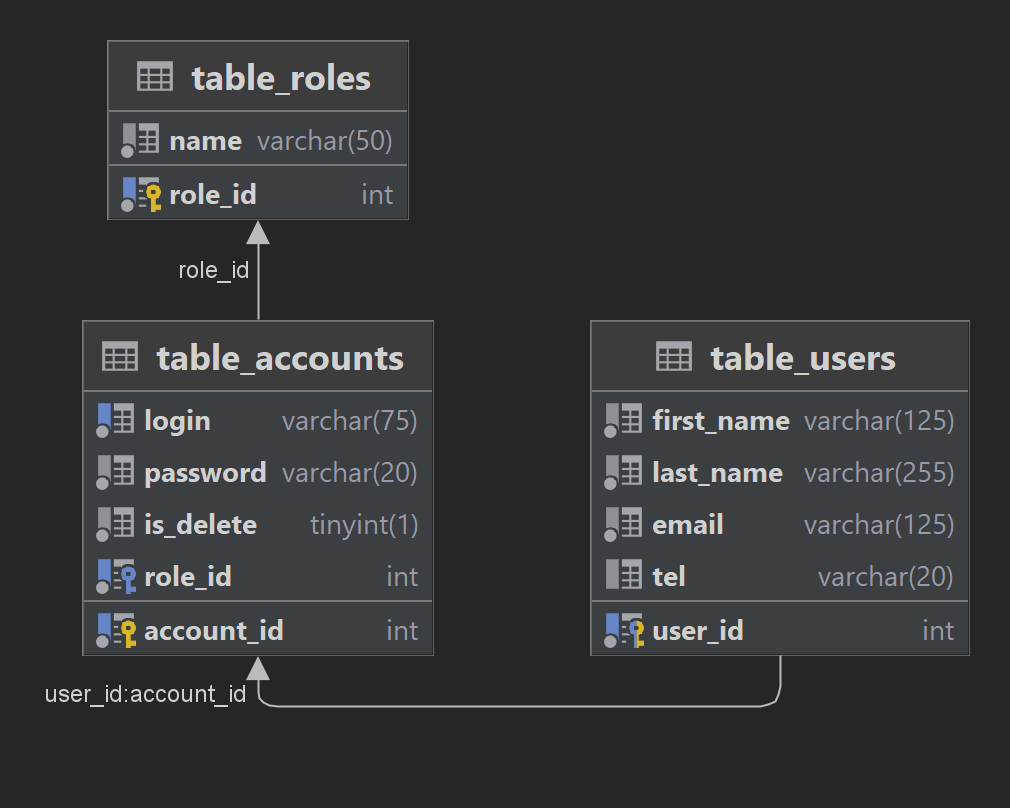 table_roles
name varchar(50)
role_id int
role_id
table_accounts
login varchar(75)
password varchar(20)
is_delete tinyint(1)
role_id int
account_id int
table_users
first_name varchar(125)
last_name varchar(255)
email varchar(125)
tel varchar(20)
user_id int
user_id:account_id